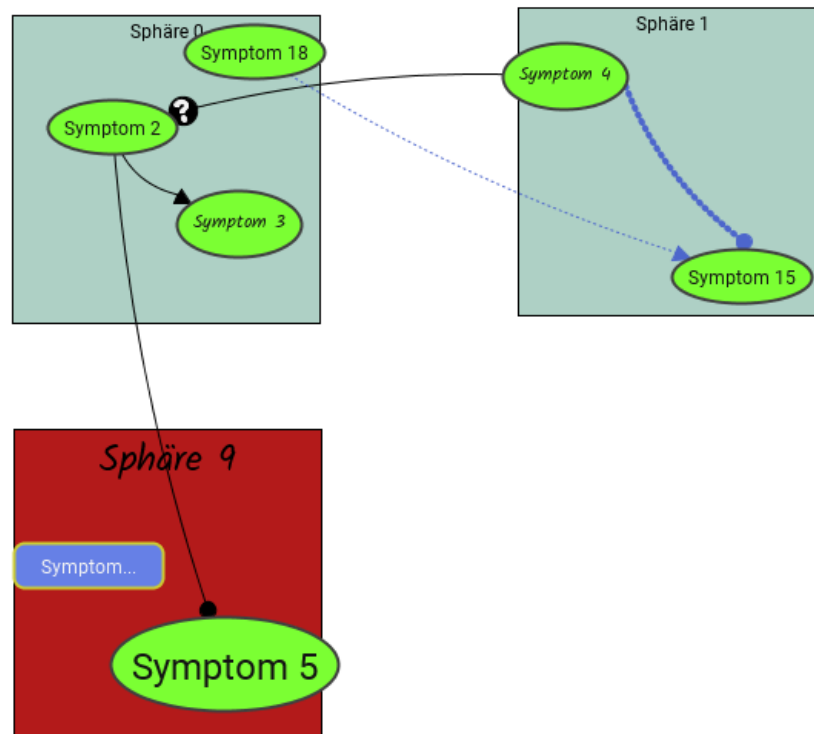 Sphäre 0
Symptom 18
Symptom 2
?
Symptom 3
Sphäre 1
Symptom 4
Symptom 15
Sphäre 9
Symptom...
Symptom 5